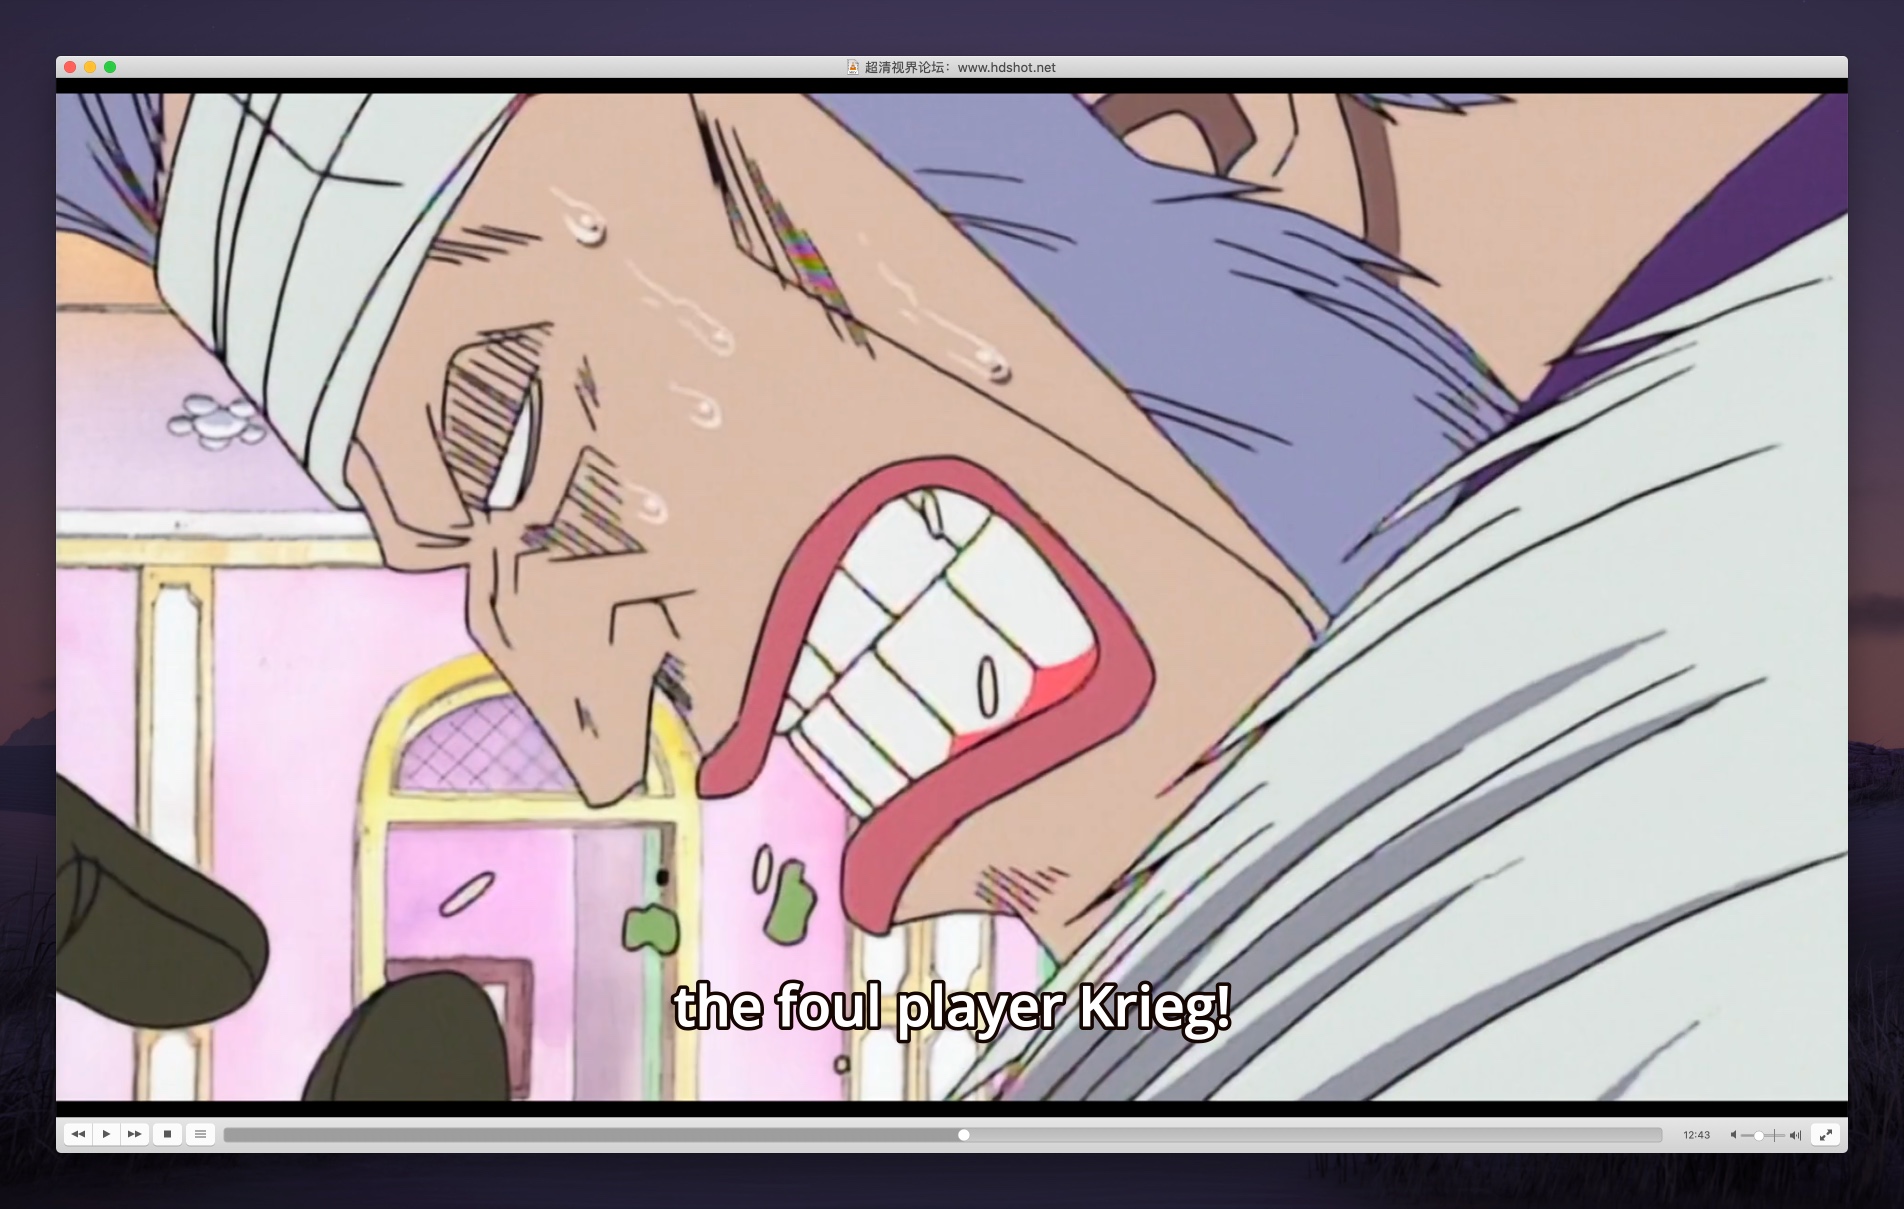 超清视界论坛：www.hdshot.net
the foul player Krieg!
12:43